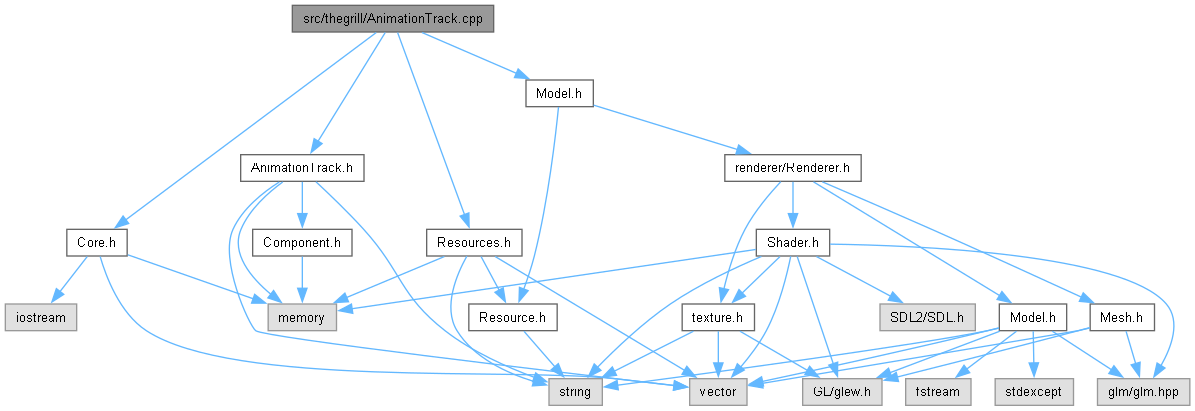 src/thegrill/AnimationTrack.cpp
Model.h
AnimationTrack.h
renderer/Renderer.h
Core.h
Component.h
Resources.h
Shader.h
iostream
memory
Resource.h
texture.h
SDL2/SDL.h
Model.h
Mesh.h
string
vector
GL/glew.h
fstream
stdexcept
glm/glm.hpp